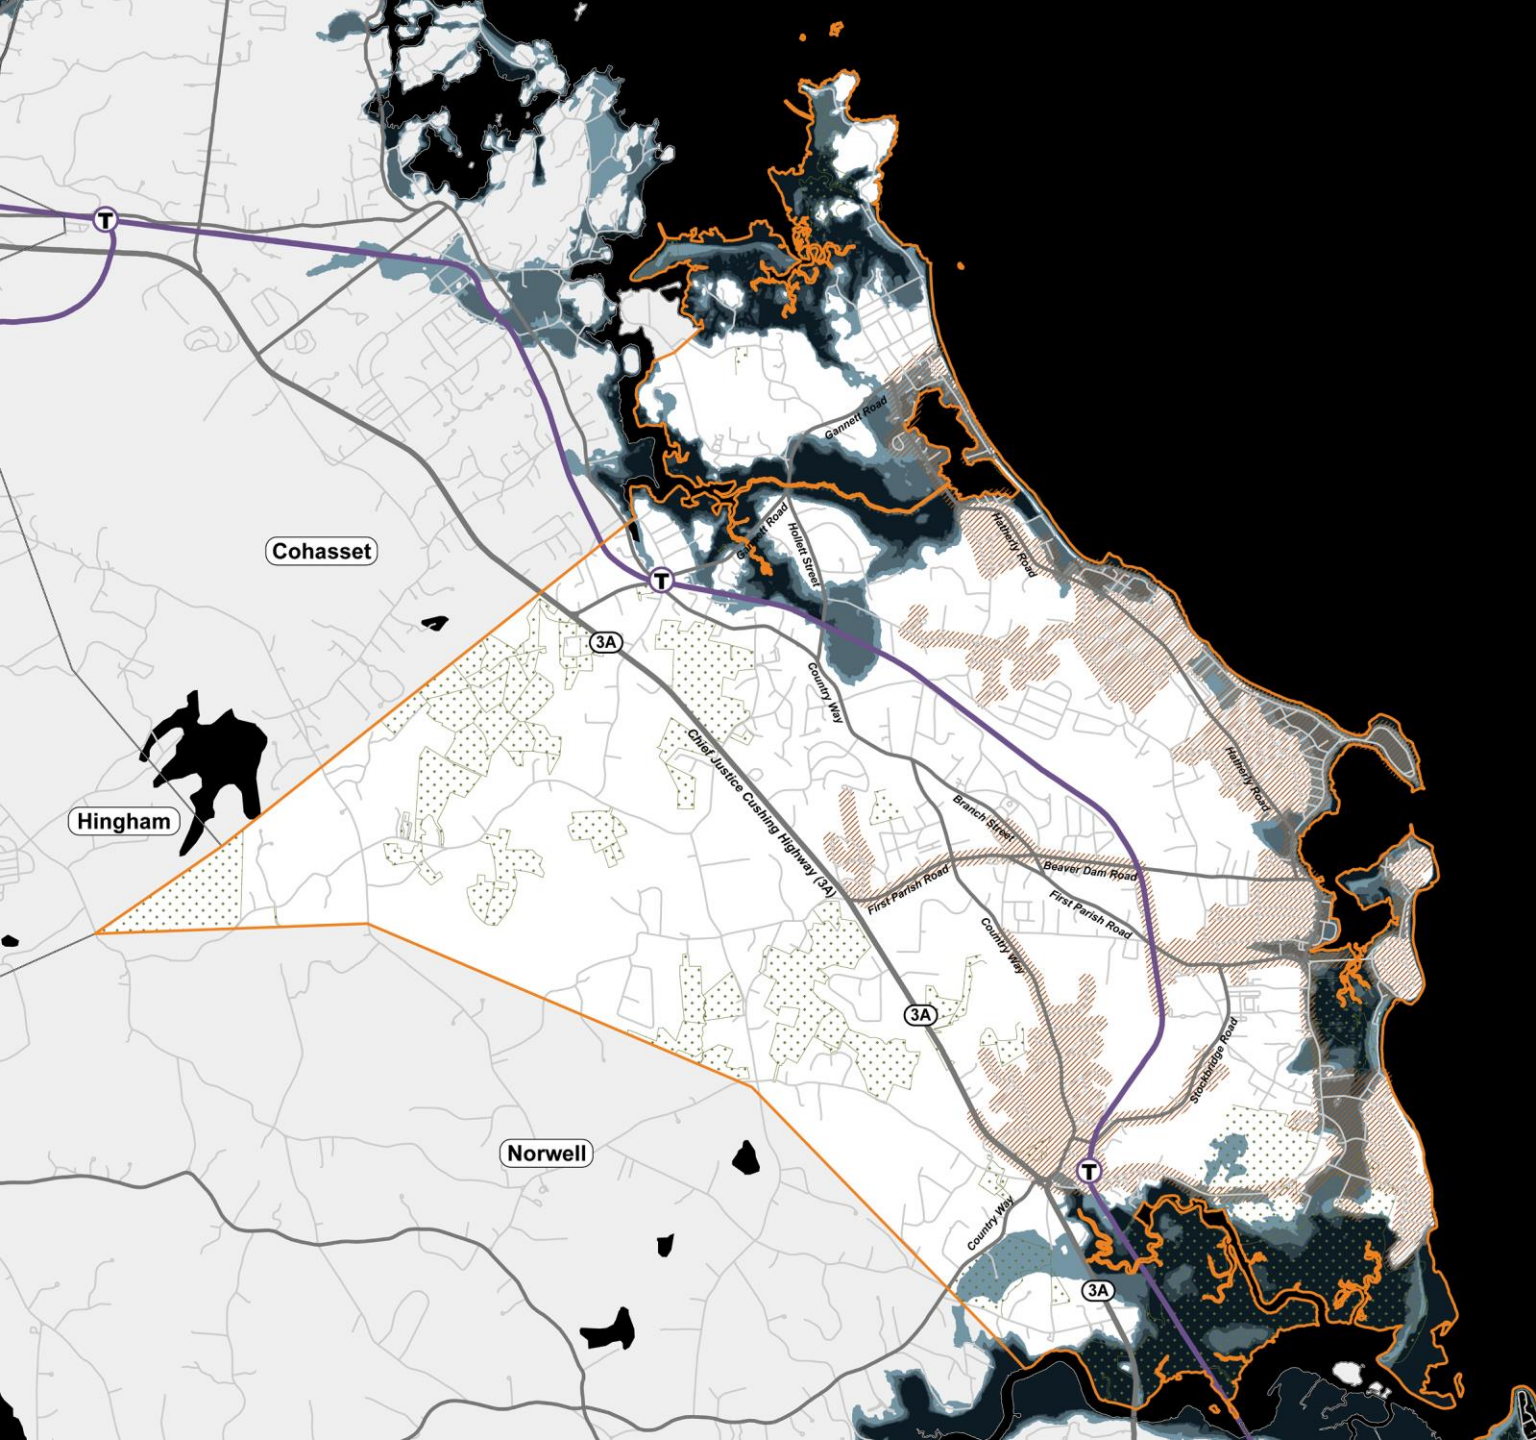 T
Gannett Road
Gannett Road
Hollett Street
Hatherly Road
Cohasset
T
3A
Country Way
Chief Justice Cushing Highway (3A)
Hatherly Road
Hingham
Branch Street
Beaver Dam Road
First Parish Road
First Parish Road
Country Way
3A
Stockbridge Road
Norwell
T
Country Way
3A